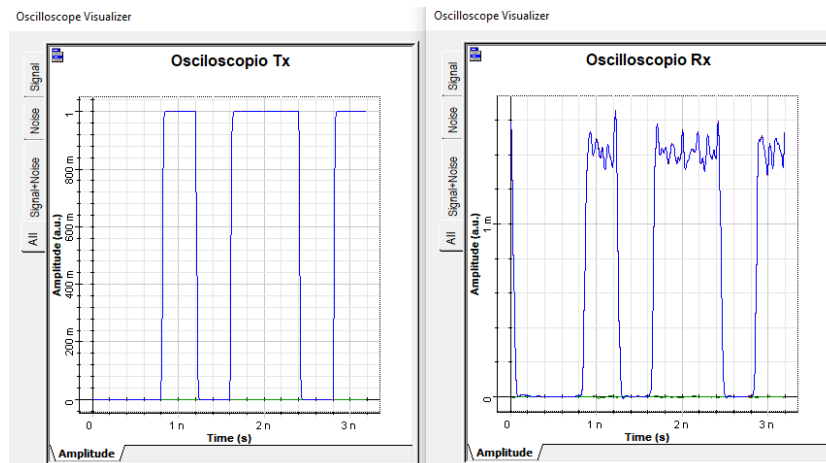 Oscilloscope Visualizer
Osciloscopio Tx
Signal
Noise
Signal+Noise
All
Amplitude (a.u.)
1
800 m
600 m
400 m
200 m
0
0
1 n
2 n
3 n
Time (s)
Amplitude
Oscilloscope Visualizer
Osciloscopio Rx
Signal
Noise
Signal+Noise
All
Amplitude (a.u.)
1 m
0
0
1 n
2 n
3 n
Time (s)
Amplitude